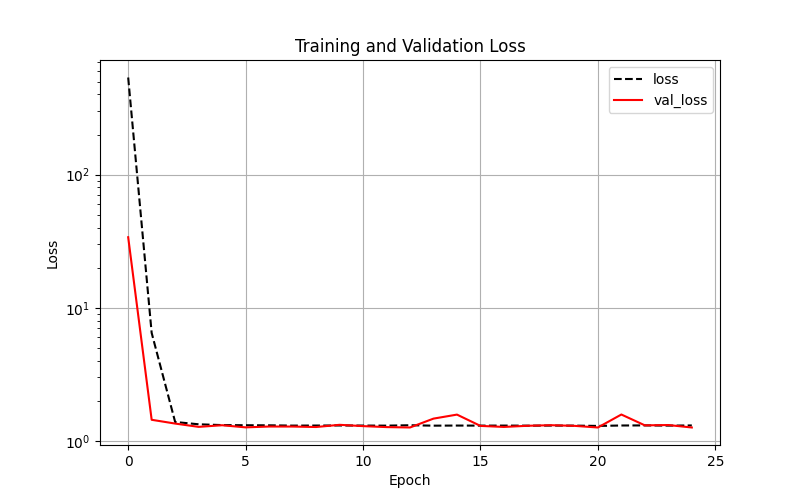 Training and Validation Loss
loss
val_loss
Loss
10²
10¹
10⁰
0 5 10 15 20 25
Epoch